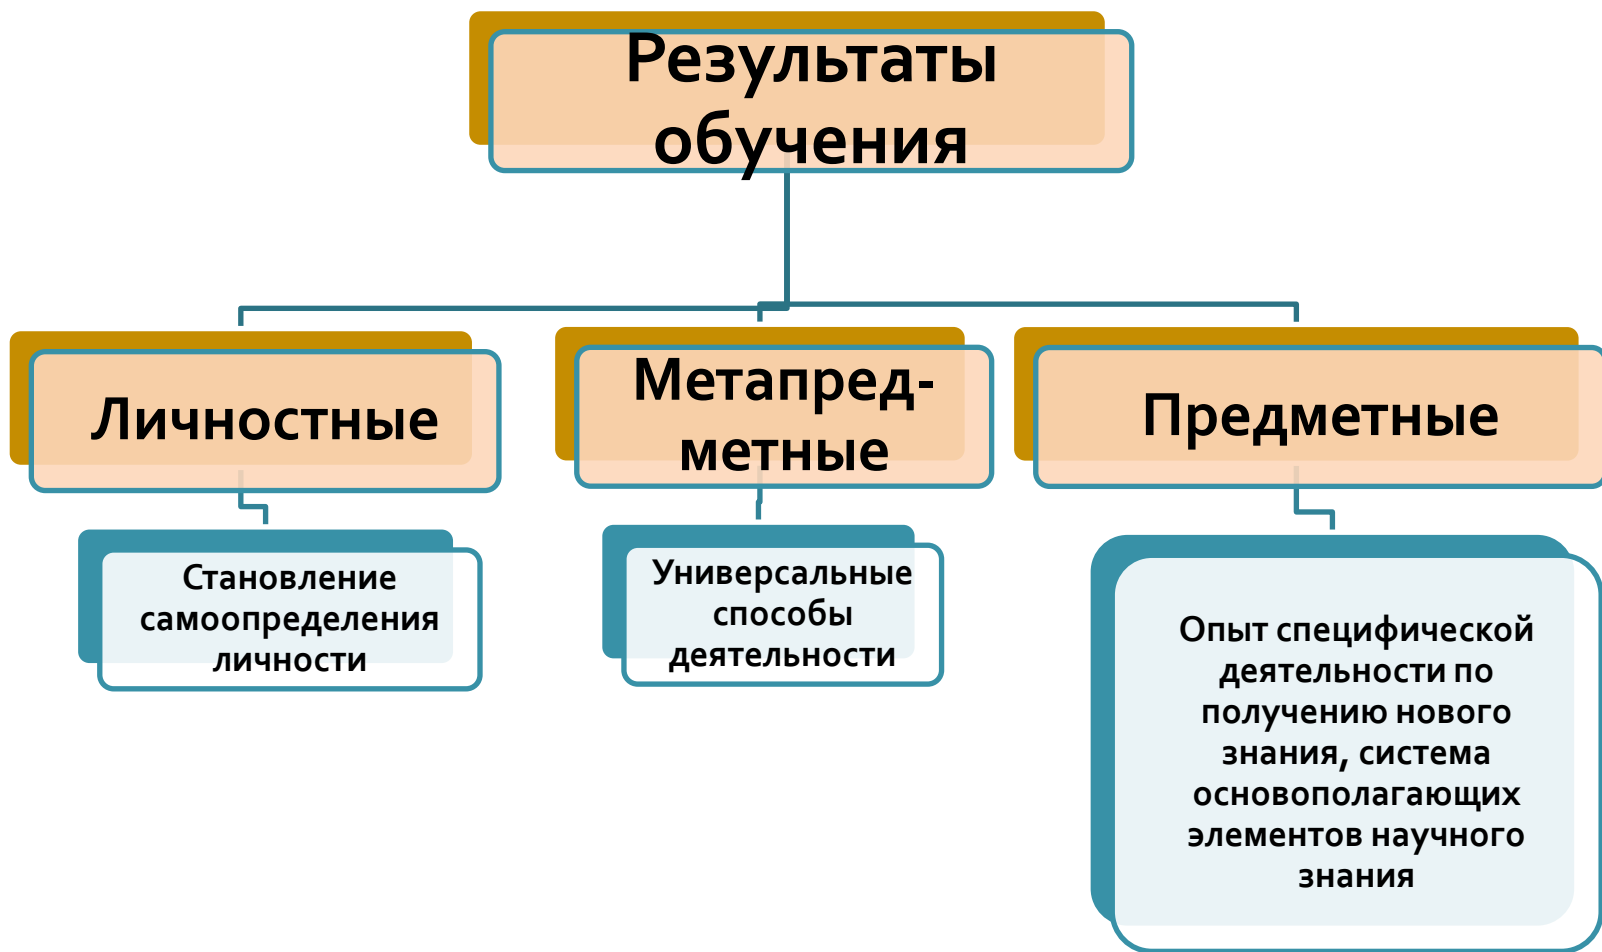 Результаты
обучения
Личностные
Метапред-
метные
Предметные
Становление
самоопределения
личности
Универсальные
способы
деятельности
Опыт специфической
деятельности по
получению нового
знания, система
основополагающих
элементов научного
знания